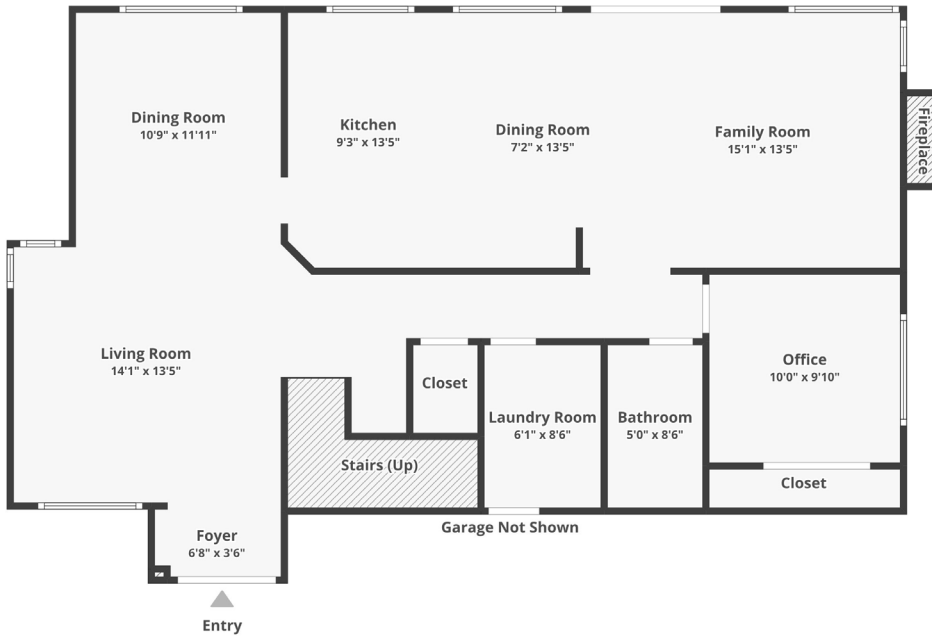 Dining Room
10'9" x 11'11"
Kitchen
9'3" x 13'5"
Dining Room
7'2" x 13'5"
Family Room
15'1" x 13'5"
Fireplace
Living Room
14'1" x 13'5"
Closet
Laundry Room
6'1" x 8'6"
Bathroom
5'0" x 8'6"
Office
10'0" x 9'10"
Stairs (Up)
Closet
Garage Not Shown
Foyer
6'8" x 3'6"
Entry